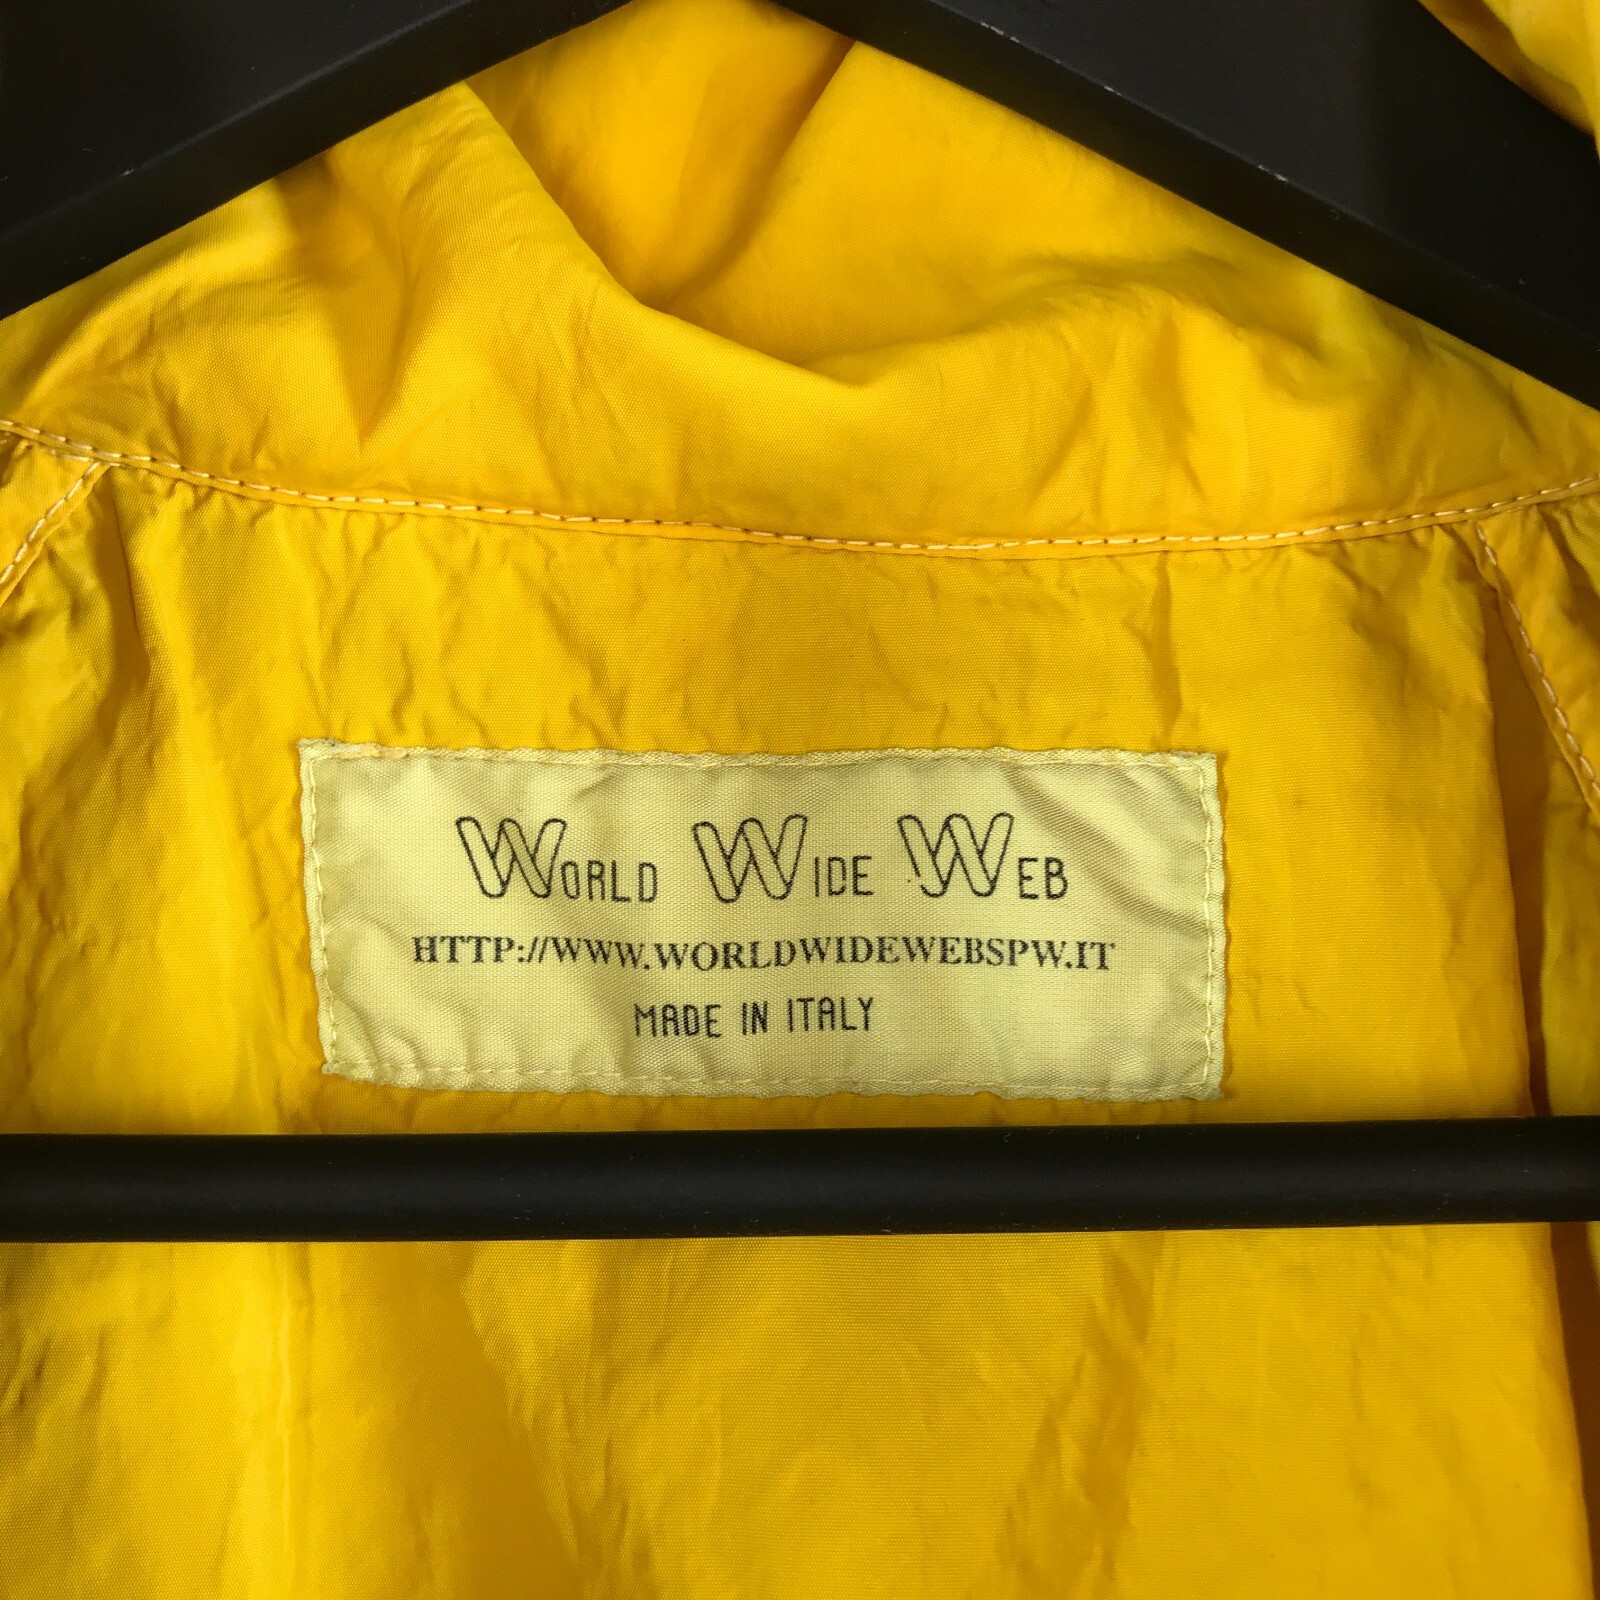 WORLD WIDE WEB
HTTP://WWW.WORLDWIDEWEBSPW.IT
MADE IN ITALY